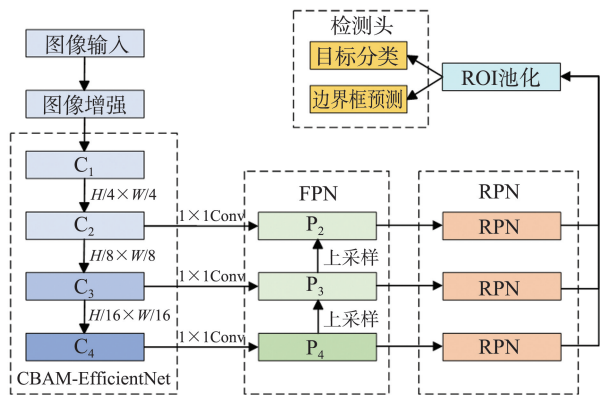 图像输入
图像增强
C1
H/4×W/4
C2
H/8×W/8
C3
H/16×W/16
C4
CBAM-EfficientNet
1×1Conv
1×1Conv
1×1Conv
FPN
P2
上采样
P3
上采样
P4
RPN
RPN
RPN
RPN
检测头
目标分类
边界框预测
ROI池化